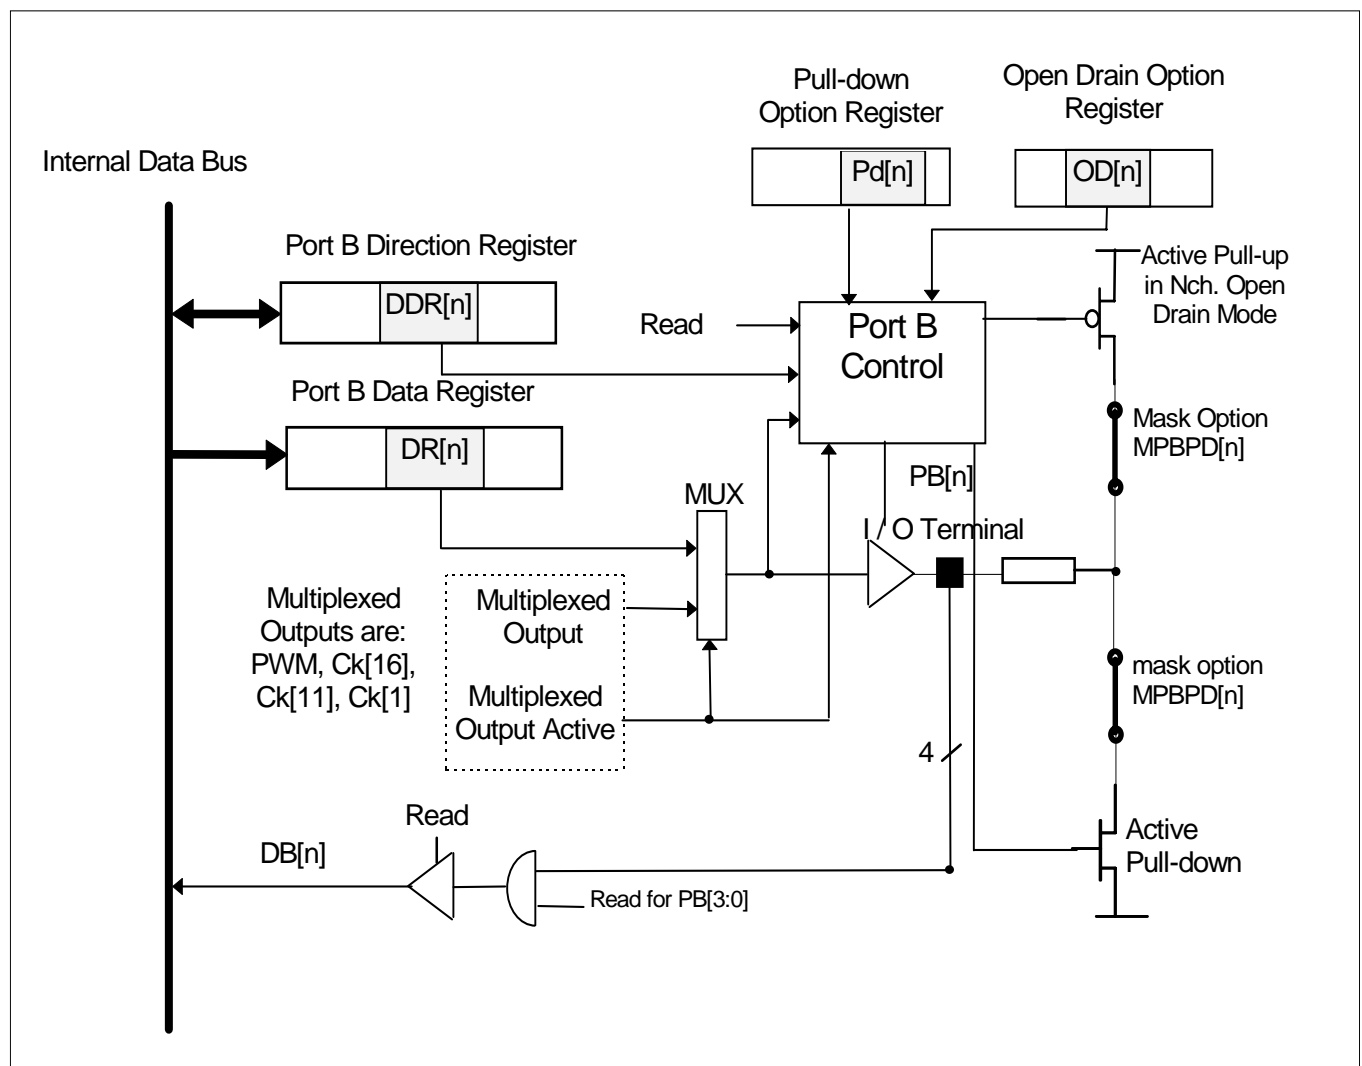 Pull-down
Option Register
Open Drain Option
Register
Internal Data Bus
Pd[n]
OD[n]
Port B Direction Register
Active Pull-up
in Nch. Open
Drain Mode
DDR[n]
Read
Port B
Control
Port B Data Register
Mask Option
MPBPD[n]
DR[n]
PB[n]
MUX
I / O Terminal
Multiplexed
Outputs are:
PWM, Ck[16],
Ck[11], Ck[1]
Multiplexed
Output
mask option
MPBPD[n]
Multiplexed
Output Active
4
Read
DB[n]
Active
Pull-down
Read for PB[3:0]